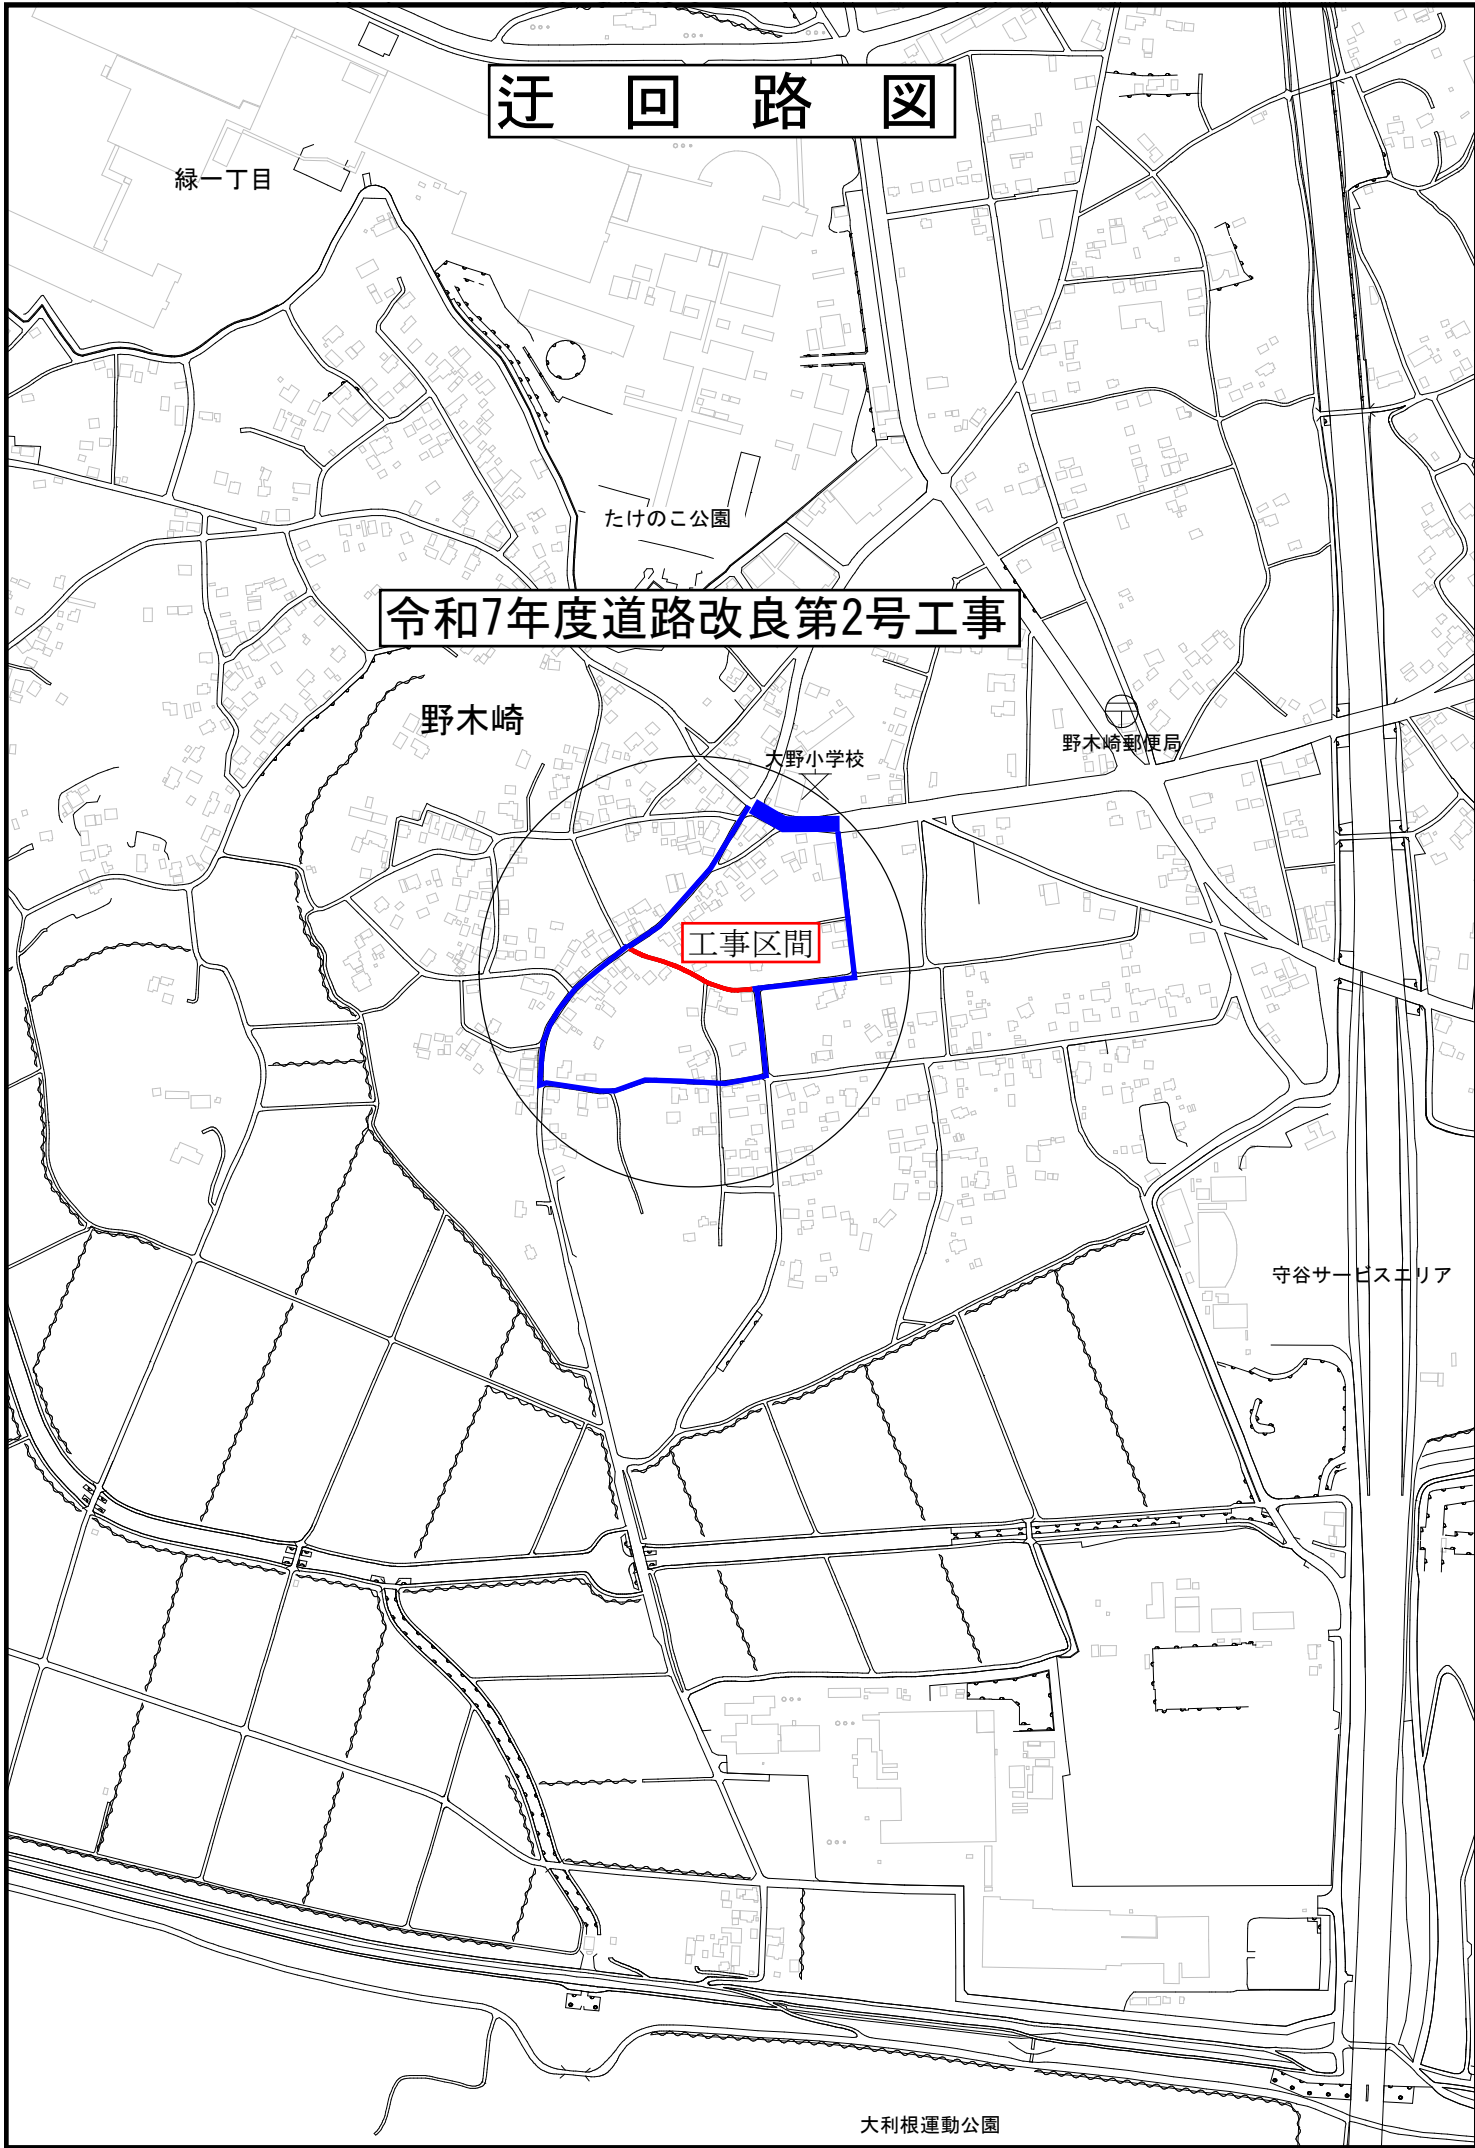 迂回路図
緑一丁目
たけのこ公園
令和7年度道路改良第2号工事
野木崎
野木崎郵便局
大野小学校
工事区間
守谷サービスエリア
大利根運動公園